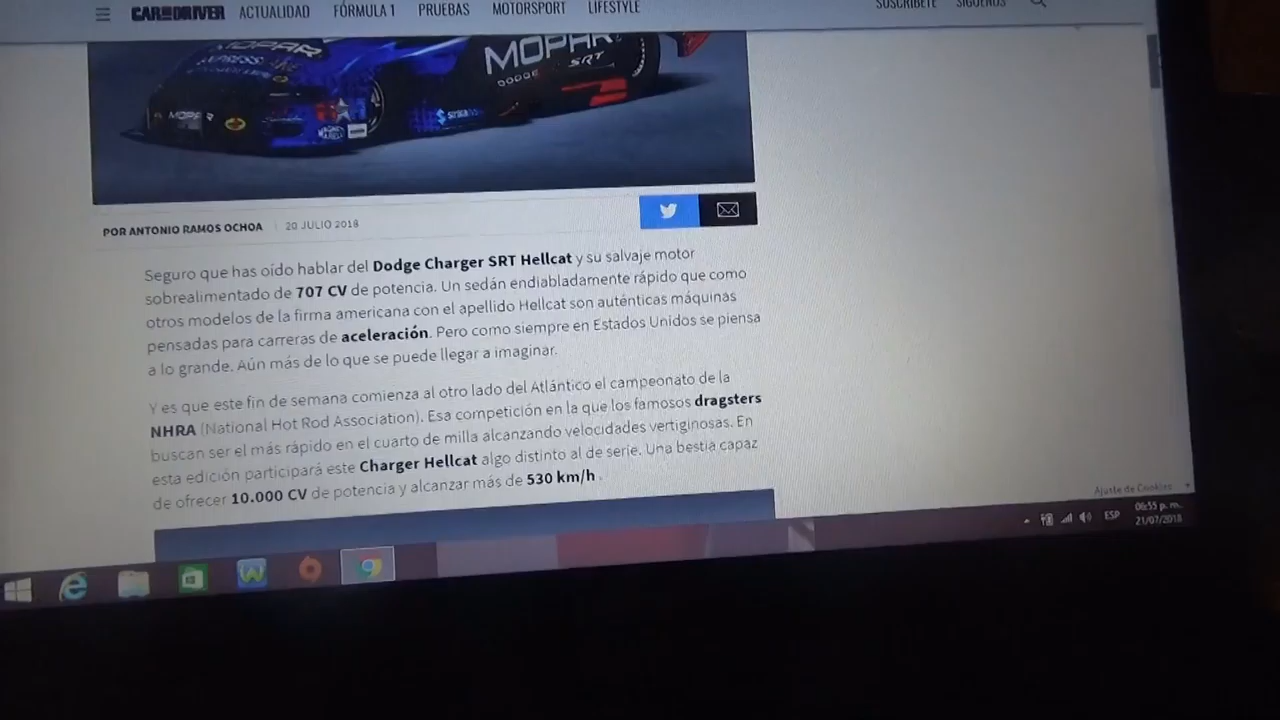 CAR AND DRIVER ACTUALIDAD FÓRMULA 1 PRUEBAS MOTORSPORT LIFESTYLE SUSCRÍBETE SÍGUENOS
MOPAR
MOPAR
DODGE SRT
MOPAR
POR ANTONIO RAMOS OCHOA 20 JULIO 2018
Seguro que has oído hablar del Dodge Charger SRT Hellcat y su salvaje motor
sobrealimentado de 707 CV de potencia. Un sedán endiabladamente rápido que como
otros modelos de la firma americana con el apellido Hellcat son auténticas máquinas
pensadas para carreras de aceleración. Pero como siempre en Estados Unidos se piensa
a lo grande. Aún más de lo que se puede llegar a imaginar.
Y es que este fin de semana comienza al otro lado del Atlántico el campeonato de la
NHRA (National Hot Rod Association). Esa competición en la que los famosos dragsters
buscan ser el más rápido en el cuarto de milla alcanzando velocidades vertiginosas. En
esta edición participará este Charger Hellcat algo distinto al de serie. Una bestia capaz
de ofrecer 10.000 CV de potencia y alcanzar más de 530 km/h .
Ajuste de Cookies
ESP
06:55 p. m.
21/07/2018